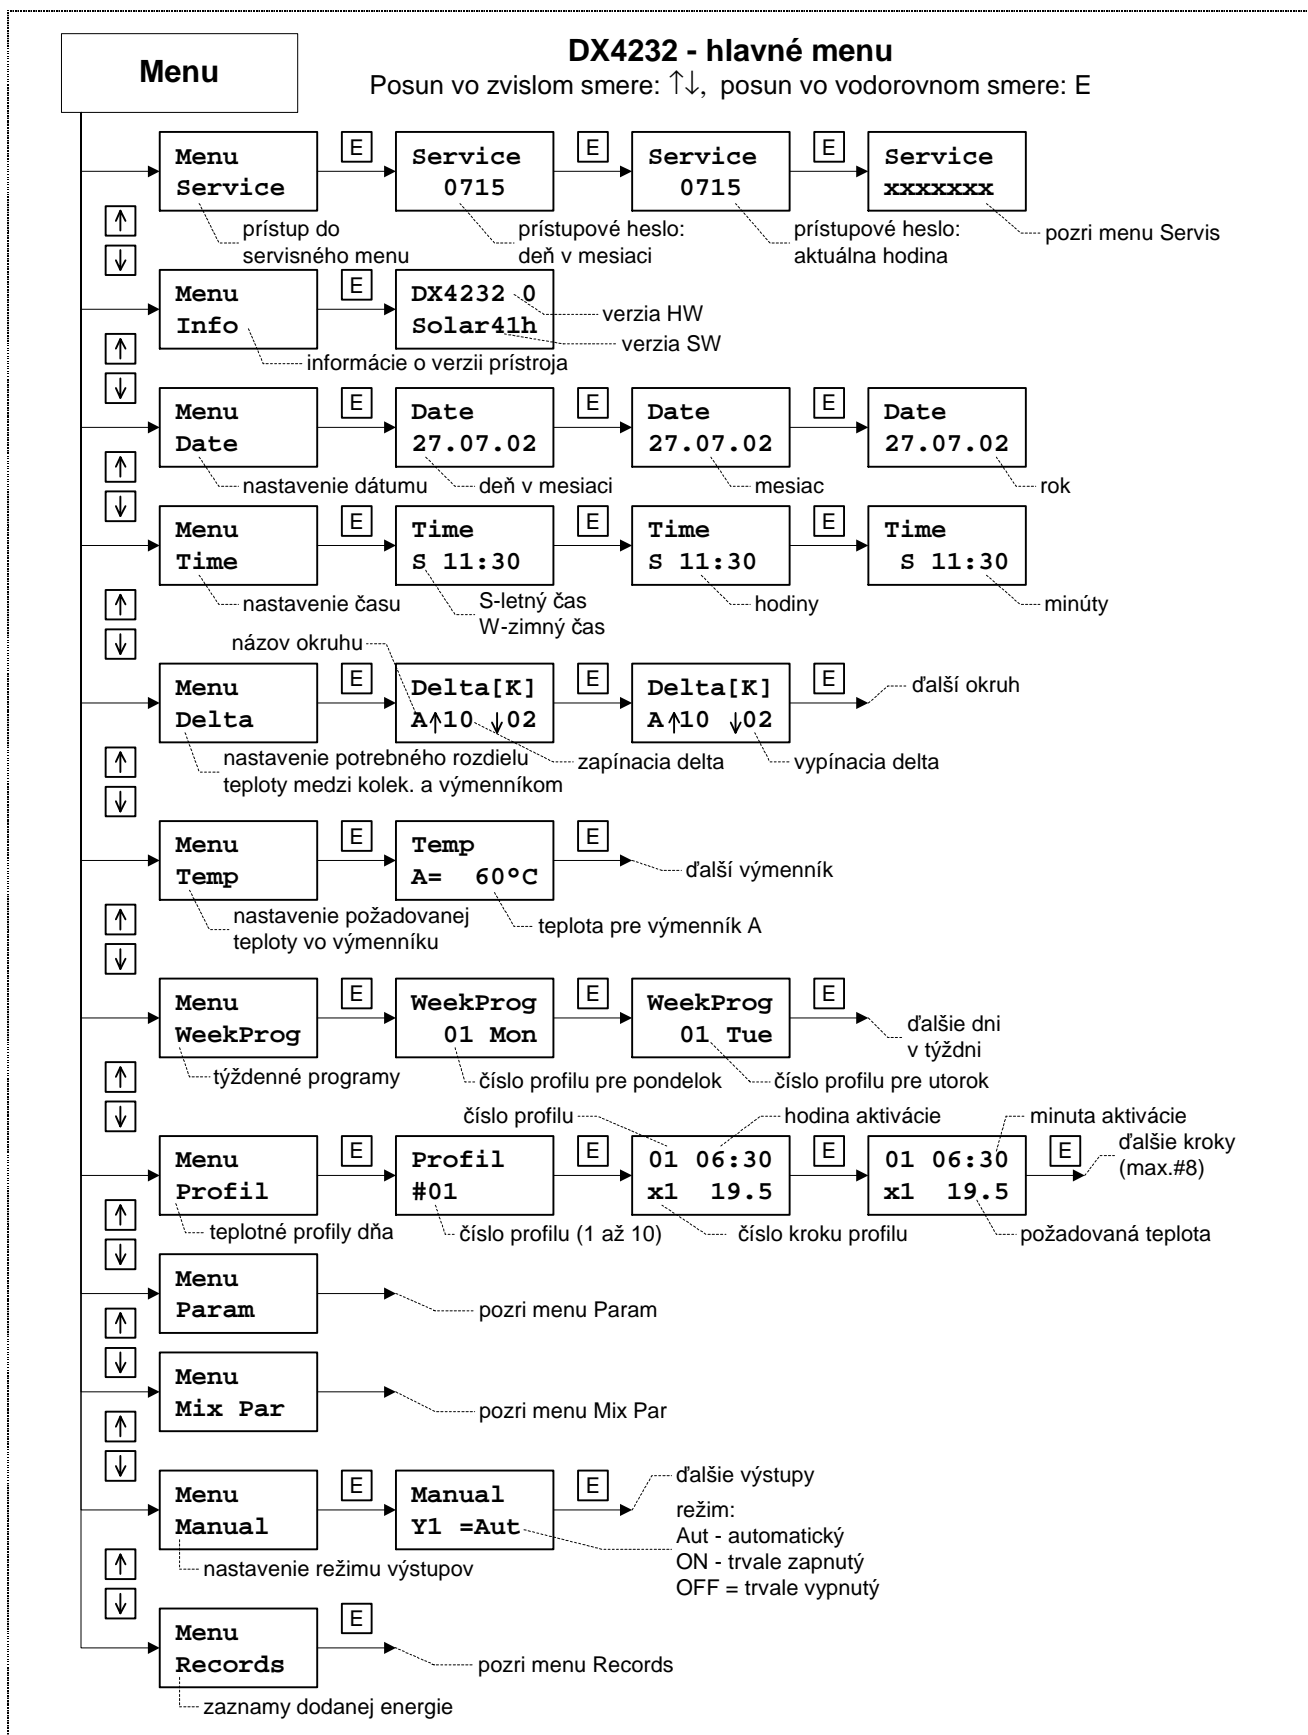 Menu
DX4232 - hlavné menu
Posun vo zvislom smere: ↑↓, posun vo vodorovnom smere: E
Menu
Service
E
Service
0715
E
Service
0715
E
Service
xxxxxxx
prístup do
servisného menu
prístupové heslo:
deň v mesiaci
prístupové heslo:
aktuálna hodina
pozri menu Servis
↑
↓
Menu
Info
E
DX4232 0
Solar41h
verzia HW
verzia SW
informácie o verzii prístroja
↑
↓
Menu
Date
E
Date
27.07.02
E
Date
27.07.02
E
Date
27.07.02
nastavenie dátumu
deň v mesiaci
mesiac
rok
↑
↓
Menu
Time
E
Time
S 11:30
E
Time
S 11:30
E
Time
S 11:30
nastavenie času
S-letný čas
W-zimný čas
hodiny
minúty
↑
↓
názov okruhu
Menu
Delta
E
Delta[K]
A↑10 ↓02
E
Delta[K]
A↑10 ↓02
E
ďalší okruh
nastavenie potrebného rozdielu
teploty medzi kolek. a výmenníkom
zapínacia delta
vypínacia delta
↑
↓
Menu
Temp
E
Temp
A= 60°C
E
ďalší výmenník
nastavenie požadovanej
teploty vo výmenníku
teplota pre výmenník A
↑
↓
Menu
WeekProg
E
WeekProg
01 Mon
E
WeekProg
01 Tue
E
ďalšie dni
v týždni
týždenné programy
číslo profilu pre pondelok
číslo profilu pre utorok
↑
↓
číslo profilu
hodina aktivácie
minuta aktivácie
Menu
Profil
E
Profil
#01
E
01 06:30
x1 19.5
E
01 06:30
x1 19.5
E
ďalšie kroky
(max.#8)
teplotné profily dňa
číslo profilu (1 až 10)
číslo kroku profilu
požadovaná teplota
↑
↓
Menu
Param
pozri menu Param
↑
↓
Menu
Mix Par
pozri menu Mix Par
↑
↓
Menu
Manual
E
Manual
Y1 =Aut
E
ďalšie výstupy
režim:
Aut - automatický
ON - trvale zapnutý
OFF = trvale vypnutý
nastavenie režimu výstupov
↑
↓
Menu
Records
E
pozri menu Records
zaznamy dodanej energie